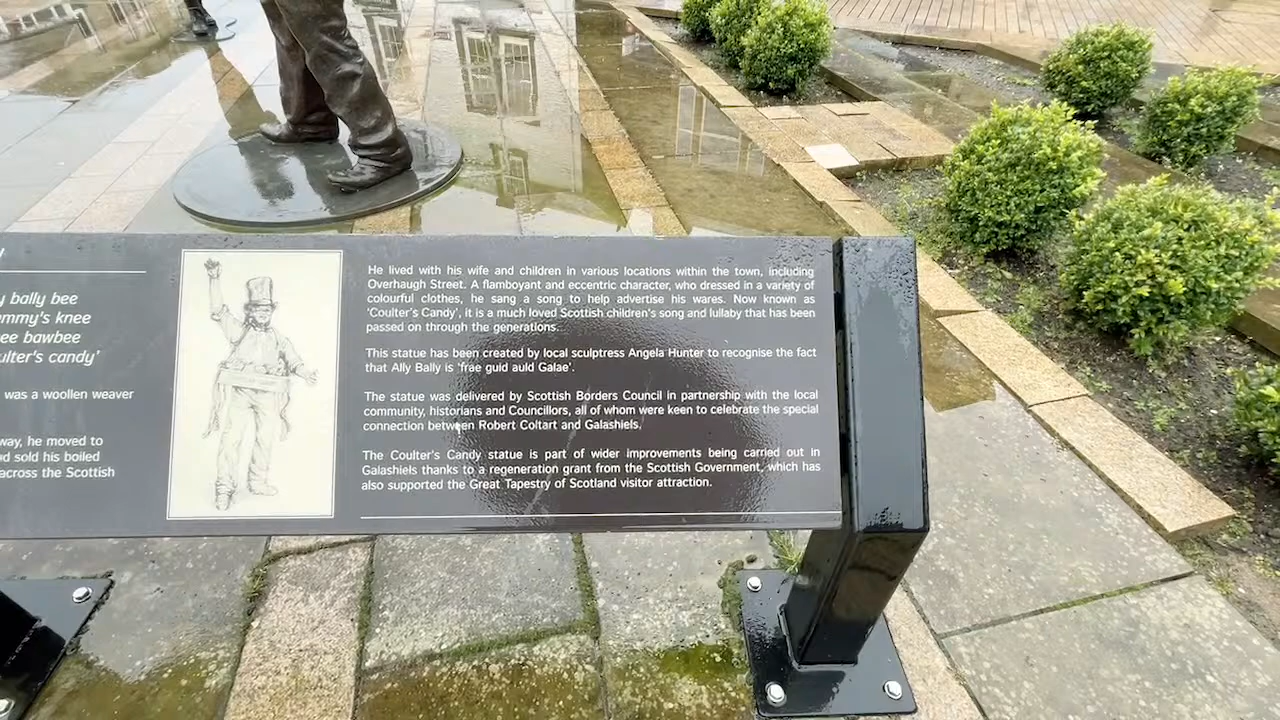 y bally bee
ammy's knee
ee bawbee
ulter's candy'
was a woollen weaver
way, he moved to
d sold his boiled
across the Scottish
He lived with his wife and children in various locations within the town, including
Overhaugh Street. A flamboyant and eccentric character, who dressed in a variety of
colourful clothes, he sang a song to help advertise his wares. Now known as
'Coulter's Candy', it is a much loved Scottish children's song and lullaby that has been
passed on through the generations.
This statue has been created by local sculptress Angela Hunter to recognise the fact
that Ally Bally is 'frae guid auld Galae'.
The statue was delivered by Scottish Borders Council in partnership with the local
community, historians and Councillors, all of whom were keen to celebrate the special
connection between Robert Coltart and Galashiels.
The Coulter's Candy statue is part of wider improvements being carried out in
Galashiels thanks to a regeneration grant from the Scottish Government, which has
also supported the Great Tapestry of Scotland visitor attraction.